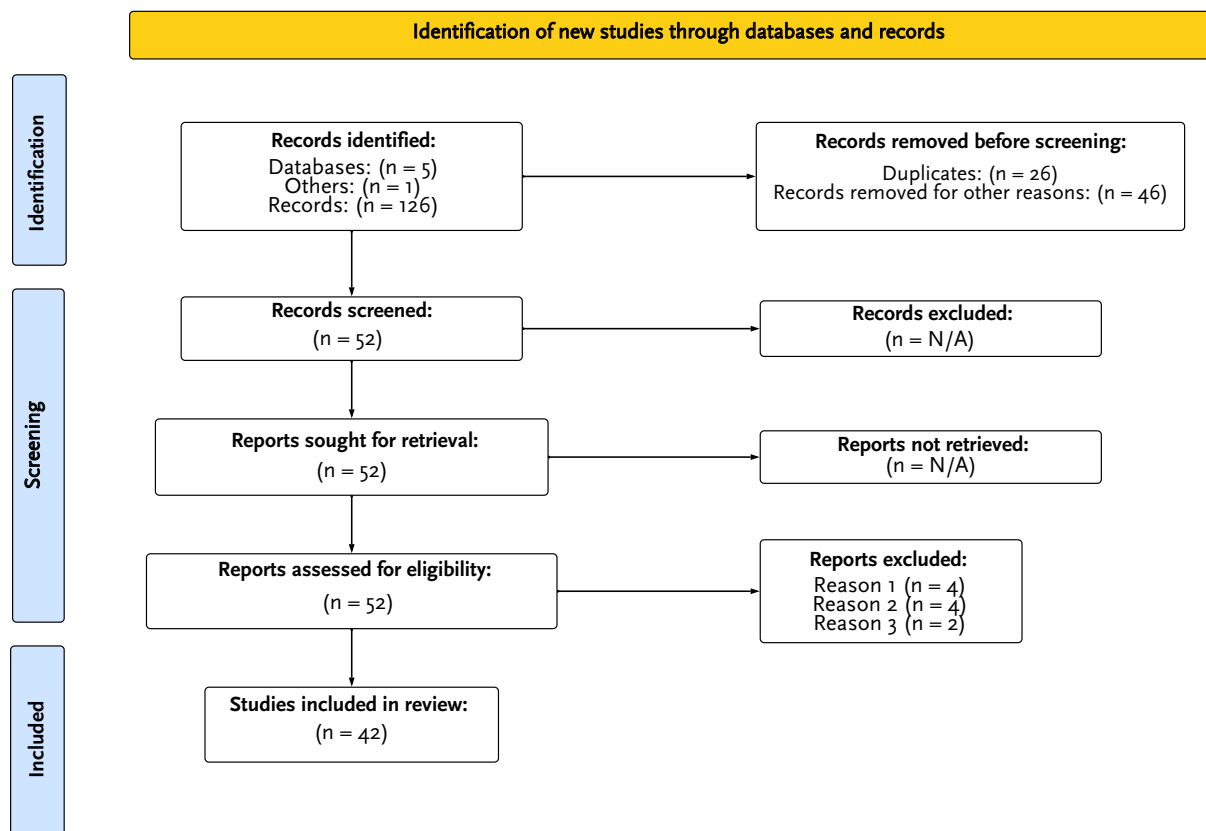 Identification of new studies through databases and records
Identification
Records identified:
Databases: (n = 5)
Others: (n = 1)
Records: (n = 126)
Records removed before screening:
Duplicates: (n = 26)
Records removed for other reasons: (n = 46)
Screening
Records screened:
(n = 52)
Records excluded:
(n = N/A)
Reports sought for retrieval:
(n = 52)
Reports not retrieved:
(n = N/A)
Reports assessed for eligibility:
(n = 52)
Reports excluded:
Reason 1 (n = 4)
Reason 2 (n = 4)
Reason 3 (n = 2)
Included
Studies included in review:
(n = 42)